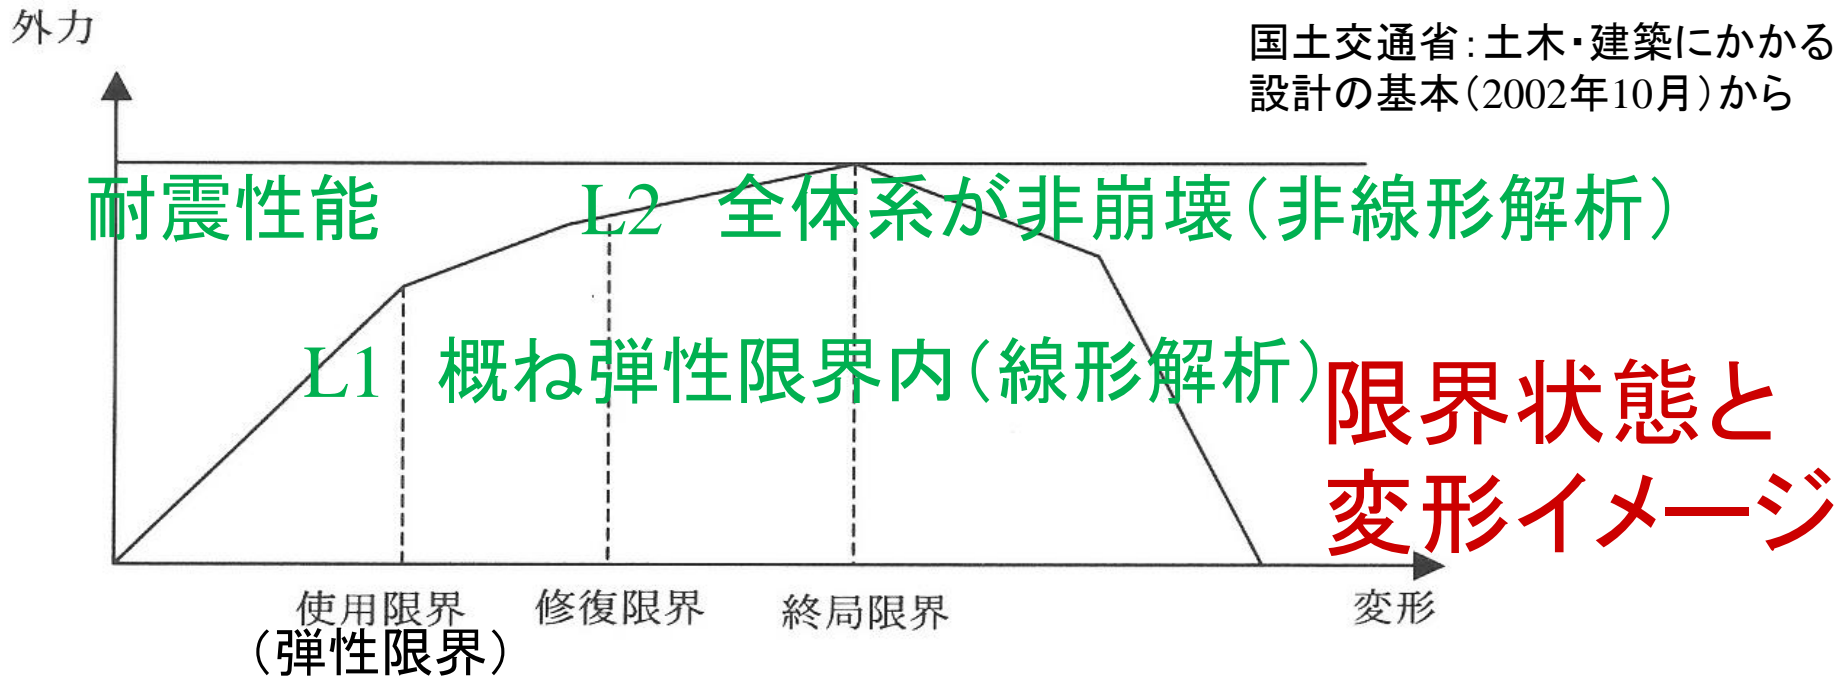 外力
国土交通省：土木・建築にかかる
設計の基本（2002年10月）から
耐震性能 L2 全体系が非崩壊（非線形解析）
L1 概ね弾性限界内（線形解析）
限界状態と
変形イメージ
使用限界 修復限界 終局限界 変形
（弾性限界）